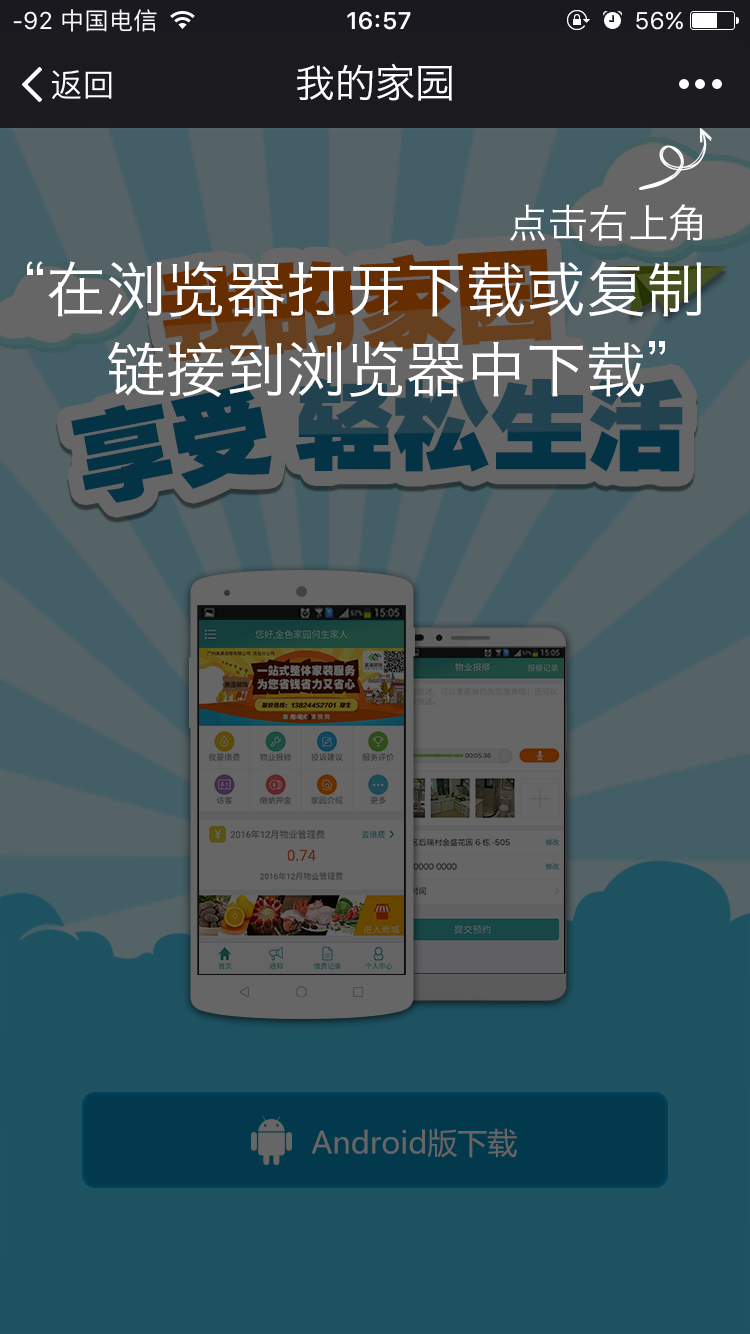 -92 中国电信 16:57 56%
返回 我的家园
点击右上角
“在浏览器打开下载或复制
链接到浏览器中下载”
我的家园
享受 轻松生活
15:05
您好,金色家园何生家人
一站式整体家装服务
为您省钱省力又省心
13824452701
我要缴费 物业报修 投诉建议 服务评价
访客 缴纳押金 家园介绍 更多
2016年12月物业管理费 去缴费
0.74
2016年12月物业管理费
进入商城
首页 通知 缴费记录 个人中心
15:05
物业报修 报修记录
00:05:36
区后瑞村金盛花园 6 栋 -505 修改
0000 0000 修改
时间
提交预约
Android版下载